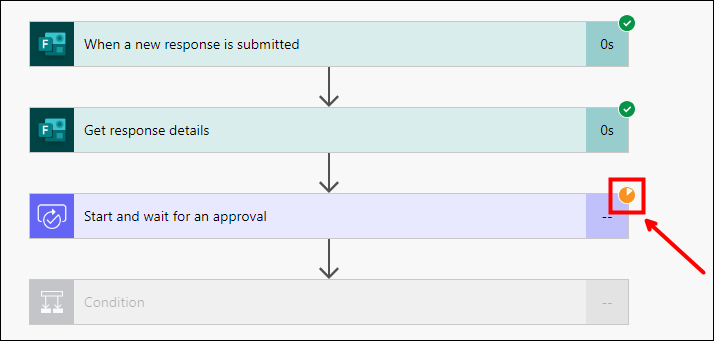 When a new response is submitted 0s
Get response details 0s
Start and wait for an approval --
Condition --